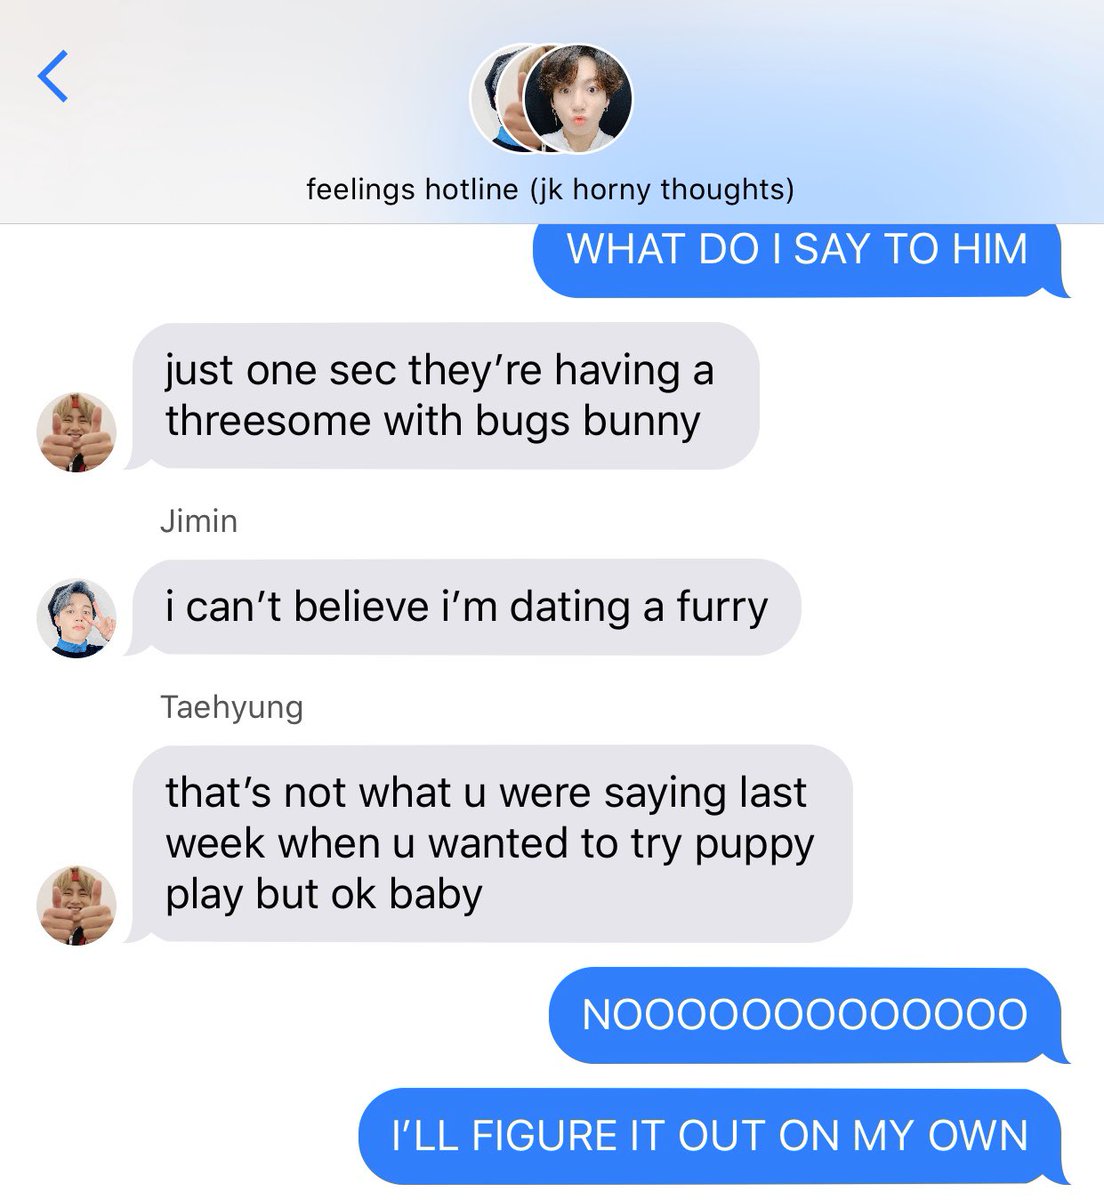 feelings hotline (jk horny thoughts)
WHAT DO I SAY TO HIM
just one sec they’re having a
threesome with bugs bunny
Jimin
i can’t believe i’m dating a furry
Taehyung
that’s not what u were saying last
week when u wanted to try puppy
play but ok baby
NOOOOOOOOOOOOO
I’LL FIGURE IT OUT ON MY OWN